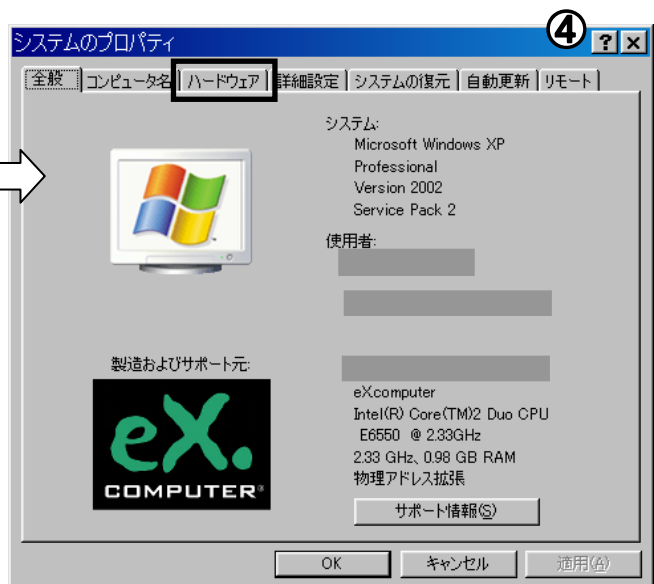 ④
システムのプロパティ
? ×
全般 コンピュータ名 ハードウェア 詳細設定 システムの復元 自動更新 リモート
システム:
Microsoft Windows XP
Professional
Version 2002
Service Pack 2
使用者:
製造およびサポート元:
eX.
COMPUTER®
eX.computer
Intel(R) Core(TM)2 Duo CPU
E6550 @ 2.33GHz
2.33 GHz、0.98 GB RAM
物理アドレス拡張
サポート情報(S)
OK キャンセル 適用(A)